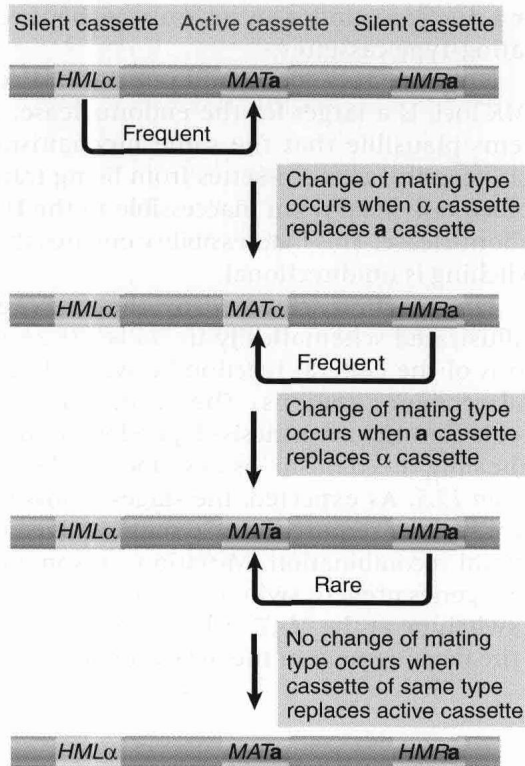 Silent cassette Active cassette Silent cassette
HMLα MATa HMRa
Frequent
Change of mating type
occurs when α cassette
replaces a cassette
HMLα MATα HMRa
Frequent
Change of mating type
occurs when a cassette
replaces α cassette
HMLα MATa HMRa
Rare
No change of mating
type occurs when
cassette of same type
replaces active cassette
HMLα MATa HMRa